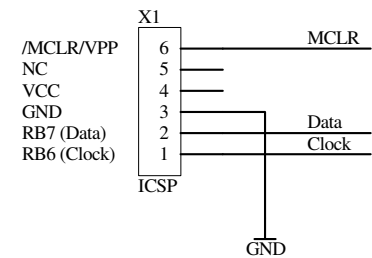 X1
/MCLR/VPP 6 MCLR
NC 5
VCC 4
GND 3
RB7 (Data) 2 Data
RB6 (Clock) 1 Clock
ICSP
GND